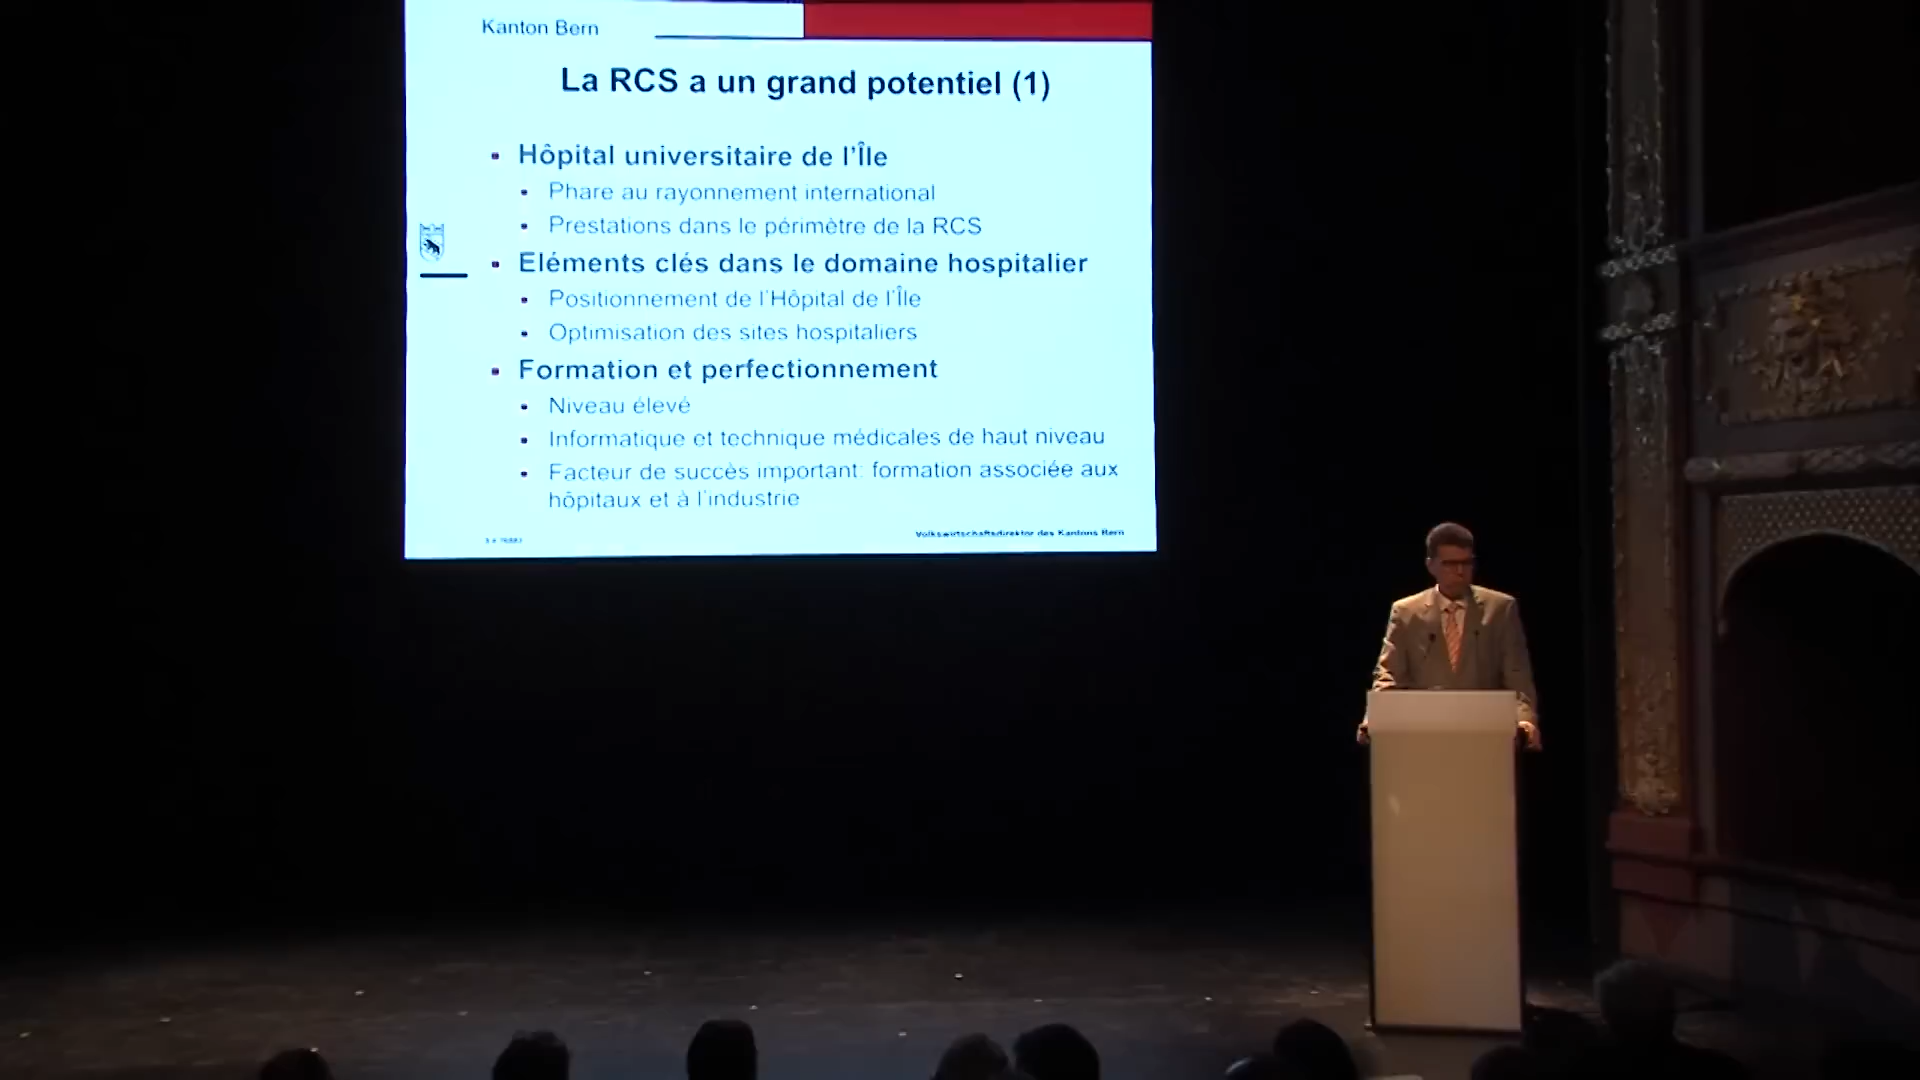 Kanton Bern
La RCS a un grand potentiel (1)
Hôpital universitaire de l'Île
Phare au rayonnement international
Prestations dans le périmètre de la RCS
Eléments clés dans le domaine hospitalier
Positionnement de l'Hôpital de l'Île
Optimisation des sites hospitaliers
Formation et perfectionnement
Niveau élevé
Informatique et technique médicales de haut niveau
Facteur de succès important: formation associée aux
hôpitaux et à l'industrie
Volkswirtschaftsdirektor des Kantons Bern